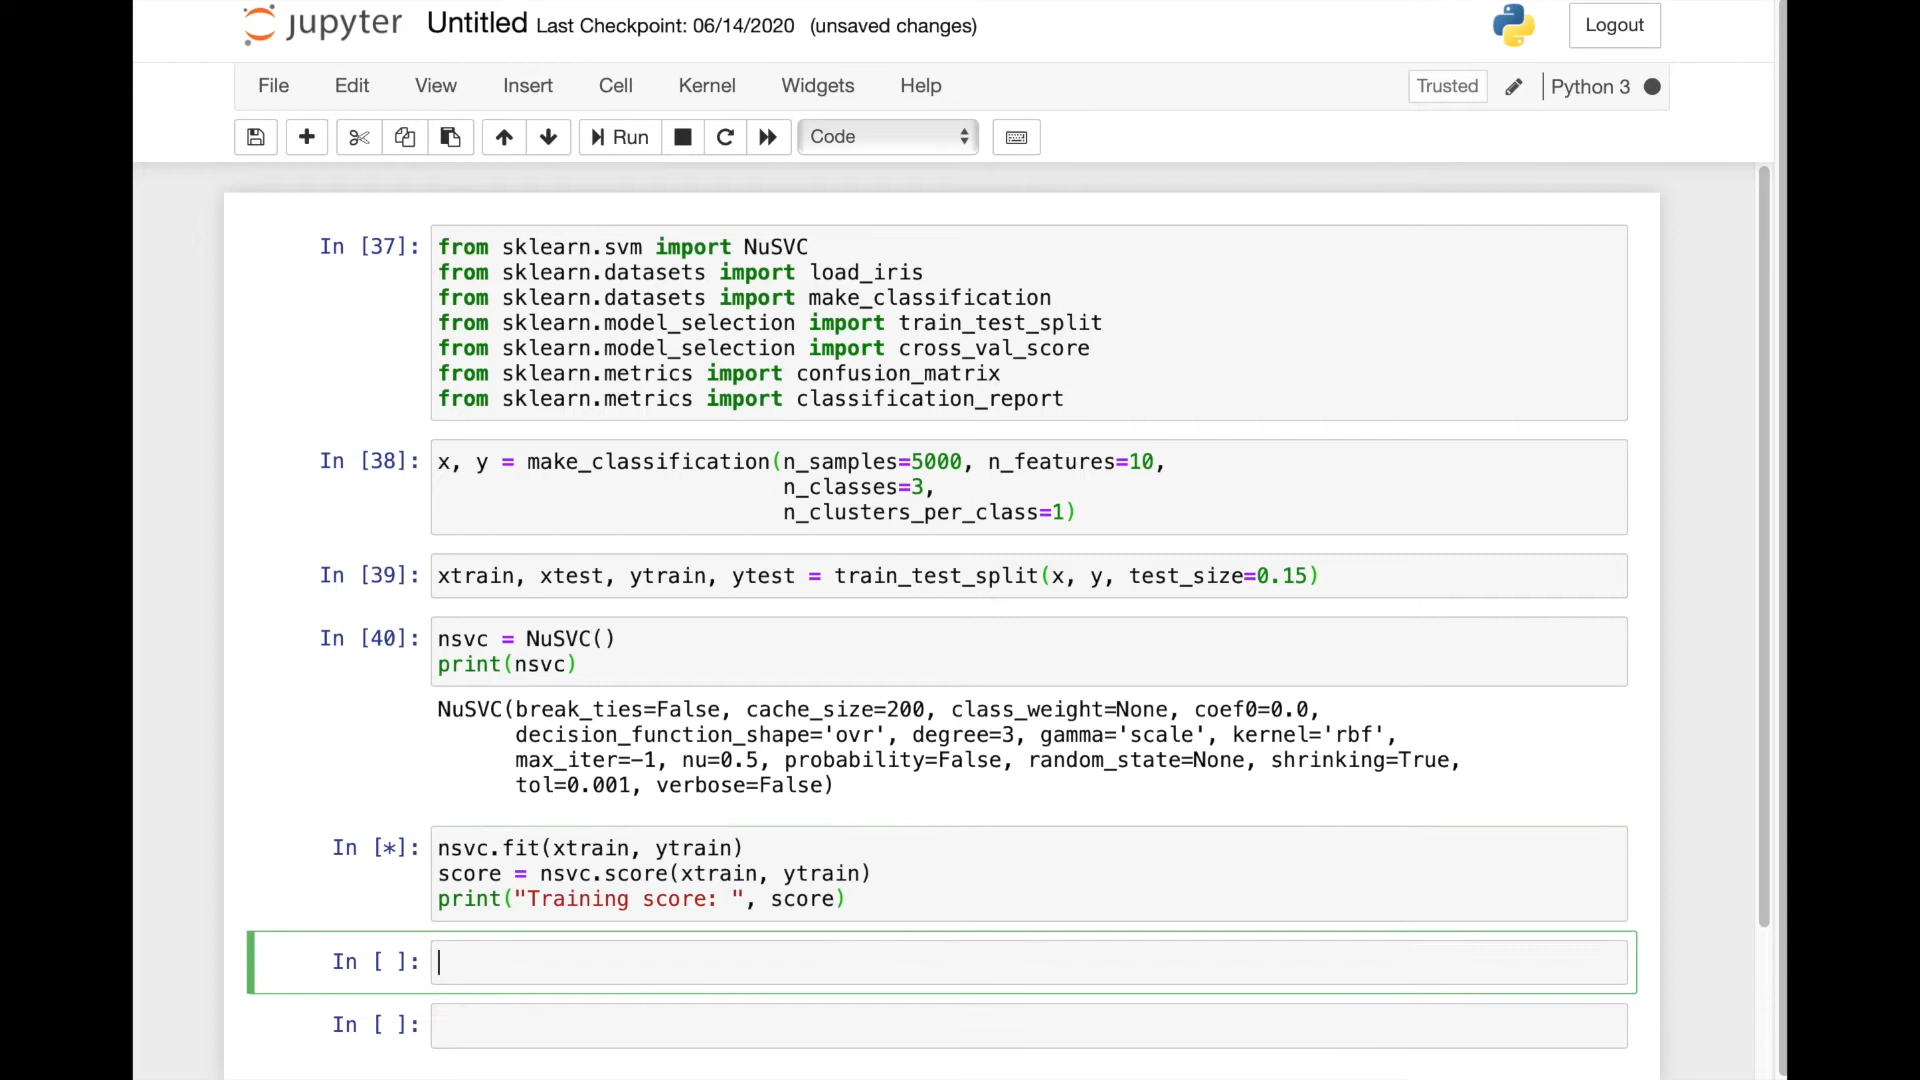 jupyter Untitled Last Checkpoint: 06/14/2020 (unsaved changes) Logout
File Edit View Insert Cell Kernel Widgets Help Trusted Python 3
Run Code
In [37]: from sklearn.svm import NuSVC
from sklearn.datasets import load_iris
from sklearn.datasets import make_classification
from sklearn.model_selection import train_test_split
from sklearn.model_selection import cross_val_score
from sklearn.metrics import confusion_matrix
from sklearn.metrics import classification_report
In [38]: x, y = make_classification(n_samples=5000, n_features=10,
n_classes=3,
n_clusters_per_class=1)
In [39]: xtrain, xtest, ytrain, ytest = train_test_split(x, y, test_size=0.15)
In [40]: nsvc = NuSVC()
print(nsvc)
NuSVC(break_ties=False, cache_size=200, class_weight=None, coef0=0.0,
decision_function_shape='ovr', degree=3, gamma='scale', kernel='rbf',
max_iter=-1, nu=0.5, probability=False, random_state=None, shrinking=True,
tol=0.001, verbose=False)
In [*]: nsvc.fit(xtrain, ytrain)
score = nsvc.score(xtrain, ytrain)
print("Training score: ", score)
In [ ]:
In [ ]: